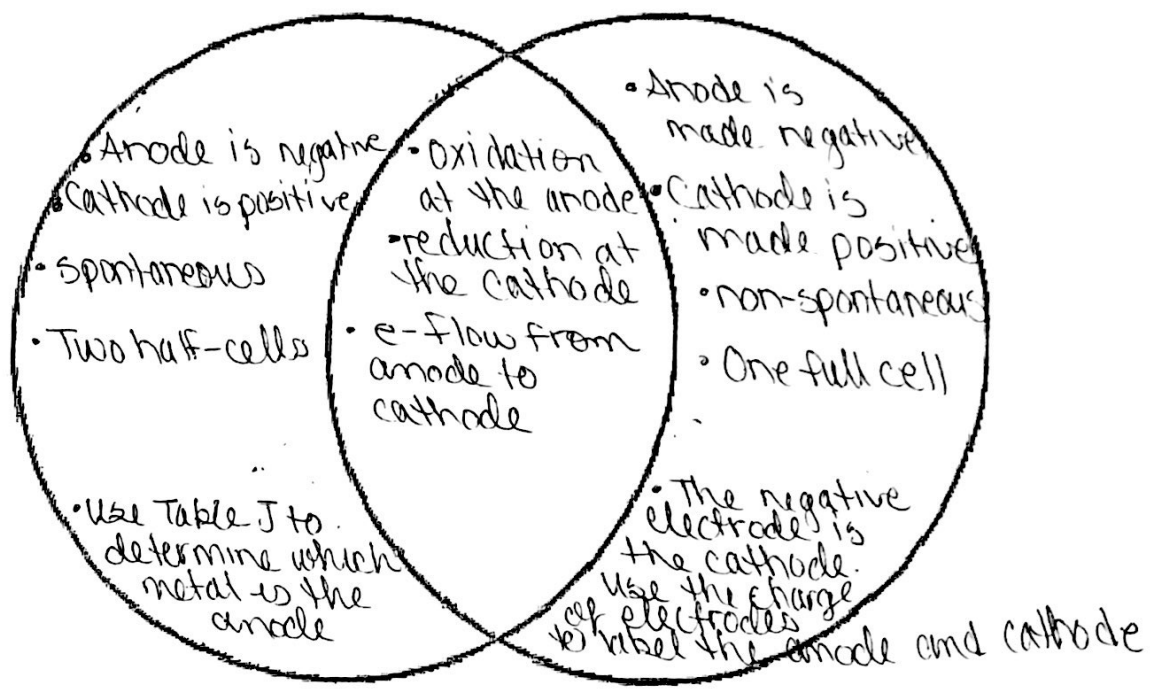 • Anode is negative
• Cathode is positive
• spontaneous
• Two half-cells
• Use Table J to
determine which
metal is the
anode
• oxidation
at the anode
• reduction at
the cathode
• e- flow from
anode to
cathode
• Anode is
made negative
• Cathode is
made positive
• non-spontaneous
• One full cell
• The negative
electrode is
the cathode.
Use the charge
of electrodes
to label the anode and cathode